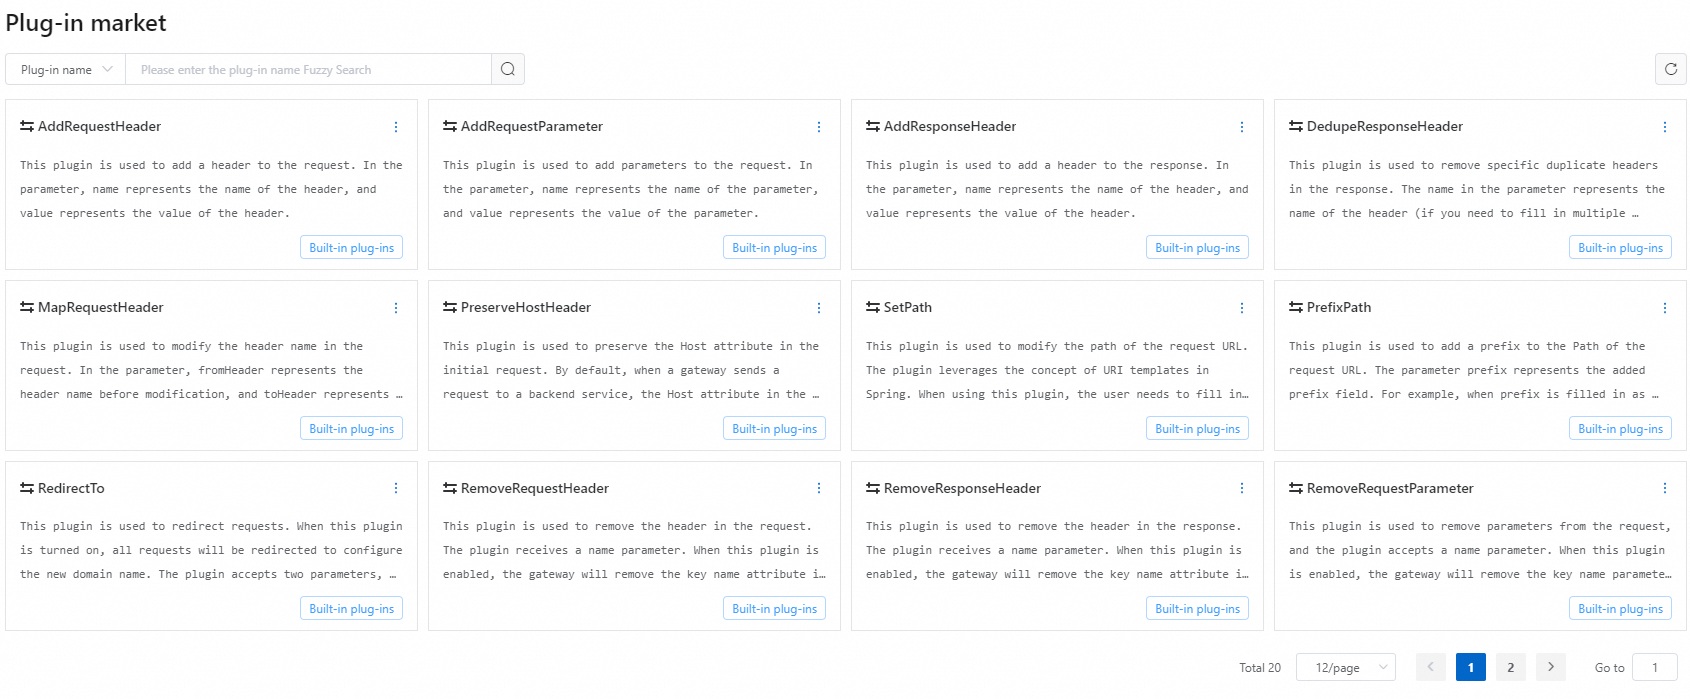 Plug-in market
Plug-in name
Please enter the plug-in name Fuzzy Search
AddRequestHeader
This plugin is used to add a header to the request. In the
parameter, name represents the name of the header, and
value represents the value of the header.
Built-in plug-ins
AddRequestParameter
This plugin is used to add parameters to the request. In
the parameter, name represents the name of the parameter,
and value represents the value of the parameter.
Built-in plug-ins
AddResponseHeader
This plugin is used to add a header to the response. In
the parameter, name represents the name of the header, and
value represents the value of the header.
Built-in plug-ins
DedupeResponseHeader
This plugin is used to remove specific duplicate headers
in the response. The name in the parameter represents the
name of the header (if you need to fill in multiple …
Built-in plug-ins
MapRequestHeader
This plugin is used to modify the header name in the
request. In the parameter, fromHeader represents the
header name before modification, and toHeader represents …
Built-in plug-ins
PreserveHostHeader
This plugin is used to preserve the Host attribute in the
initial request. By default, when a gateway sends a
request to a backend service, the Host attribute in the …
Built-in plug-ins
SetPath
This plugin is used to modify the path of the request URL.
The plugin leverages the concept of URI templates in
Spring. When using this plugin, the user needs to fill in…
Built-in plug-ins
PrefixPath
This plugin is used to add a prefix to the Path of the
request URL. The parameter prefix represents the added
prefix field. For example, when prefix is filled in as …
Built-in plug-ins
RedirectTo
This plugin is used to redirect requests. When this plugin
is turned on, all requests will be redirected to configure
the new domain name. The plugin accepts two parameters, …
Built-in plug-ins
RemoveRequestHeader
This plugin is used to remove the header in the request.
The plugin receives a name parameter. When this plugin is
enabled, the gateway will remove the key name attribute i…
Built-in plug-ins
RemoveResponseHeader
This plugin is used to remove the header in the response.
The plugin receives a name parameter. When this plugin is
enabled, the gateway will remove the key name attribute i…
Built-in plug-ins
RemoveRequestParameter
This plugin is used to remove parameters from the request,
and the plugin accepts a name parameter. When this plugin
is enabled, the gateway will remove the key name paramete…
Built-in plug-ins
Total 20 12/page 1 2 Go to 1